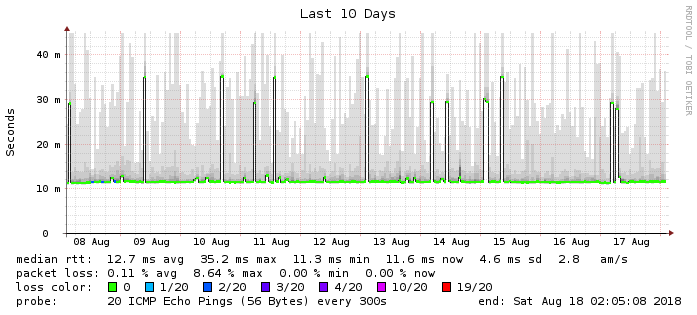 Last 10 Days
RRDTOOL / TOBI OETIKER
Seconds
40 m
30 m
20 m
10 m
0
08 Aug 09 Aug 10 Aug 11 Aug 12 Aug 13 Aug 14 Aug 15 Aug 16 Aug 17 Aug
median rtt: 12.7 ms avg 35.2 ms max 11.3 ms min 11.6 ms now 4.6 ms sd 2.8 am/s
packet loss: 0.11 % avg 8.64 % max 0.00 % min 0.00 % now
loss color: 0 1/20 2/20 3/20 4/20 10/20 19/20
probe: 20 ICMP Echo Pings (56 Bytes) every 300s end: Sat Aug 18 02:05:08 2018